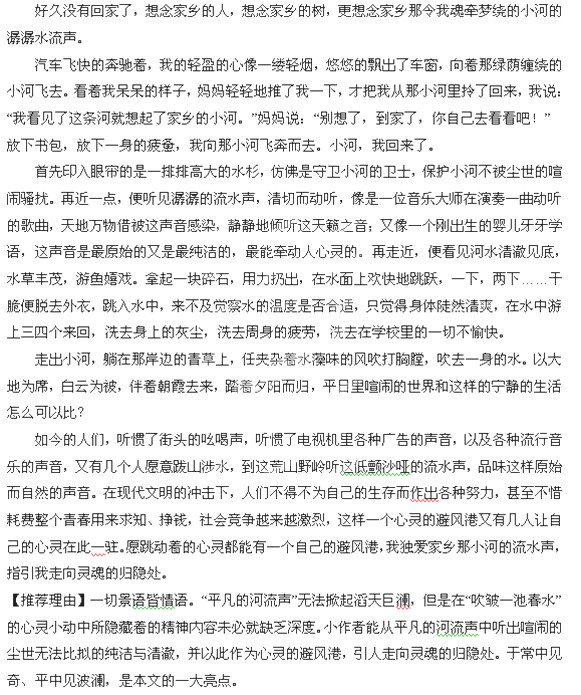 好久没有回家了，想念家乡的人，想念家乡的树，更想念家乡那令我魂牵梦绕的小河的
潺潺水流声。
汽车飞快的奔驰着，我的轻盈的心像一缕轻烟，悠悠的飘出了车窗，向着那绿荫缠绕的
小河飞去。看着我呆呆的样子，妈妈轻轻地推了我一下，才把我从那小河里拎了回来，我说：
“我看见了这条河就想起了家乡的小河。”妈妈说：“别想了，到家了，你自己去看看吧！”
放下书包，放下一身的疲惫，我向那小河飞奔而去。小河，我回来了。
首先印入眼帘的是一排排高大的水杉，仿佛是守卫小河的卫士，保护小河不被尘世的喧
闹骚扰。再近一点，便听见潺潺的流水声，清切而动听，像是一位音乐大师在演奏一曲动听
的歌曲，天地万物借被这声音感染，静静地倾听这天籁之音；又像一个刚出生的婴儿牙牙学
语，这声音是最原始的又是最纯洁的，最能牵动人心灵的。再走近，便看见河水清澈见底，
水草丰茂，游鱼嬉戏。拿起一块碎石，用力扔出，在水面上欢快地跳跃，一下，两下……干
脆便脱去外衣，跳入水中，来不及觉察水的温度是否合适，只觉得身体陡然清爽，在水中游
上三四个来回，洗去身上的灰尘，洗去周身的疲劳，洗去在学校里的一切不愉快。
走出小河，躺在那岸边的青草上，任夹杂着水藻味的风吹打胸膛，吹去一身的水。以大
地为席，白云为被，伴着朝霞去来，踏着夕阳而归，平日里喧闹的世界和这样的宁静的生活
怎么可以比？
如今的人们，听惯了街头的吆喝声，听惯了电视机里各种广告的声音，以及各种流行音
乐的声音，又有几个人愿意跋山涉水，到这荒山野岭听这低颤沙哑的流水声，品味这样原始
而自然的声音。在现代文明的冲击下，人们不得不为自己的生存而作出各种努力，甚至不惜
耗费整个青春用来求知、挣钱，社会竞争越来越激烈，这样一个心灵的避风港又有几人让自
己的心灵在此一驻。愿跳动着的心灵都能有一个自己的避风港，我独爱家乡那小河的流水声，
指引我走向灵魂的归隐处。
【推荐理由】一切景语皆情语。“平凡的河流声”无法掀起滔天巨澜，但是在“吹皱一池春水”
的心灵小动中所隐藏着的精神内容未必就缺乏深度。小作者能从平凡的河流声中听出喧闹的
尘世无法比拟的纯洁与清澈，并以此作为心灵的避风港，引人走向灵魂的归隐处。于常中见
奇、平中见波澜，是本文的一大亮点。